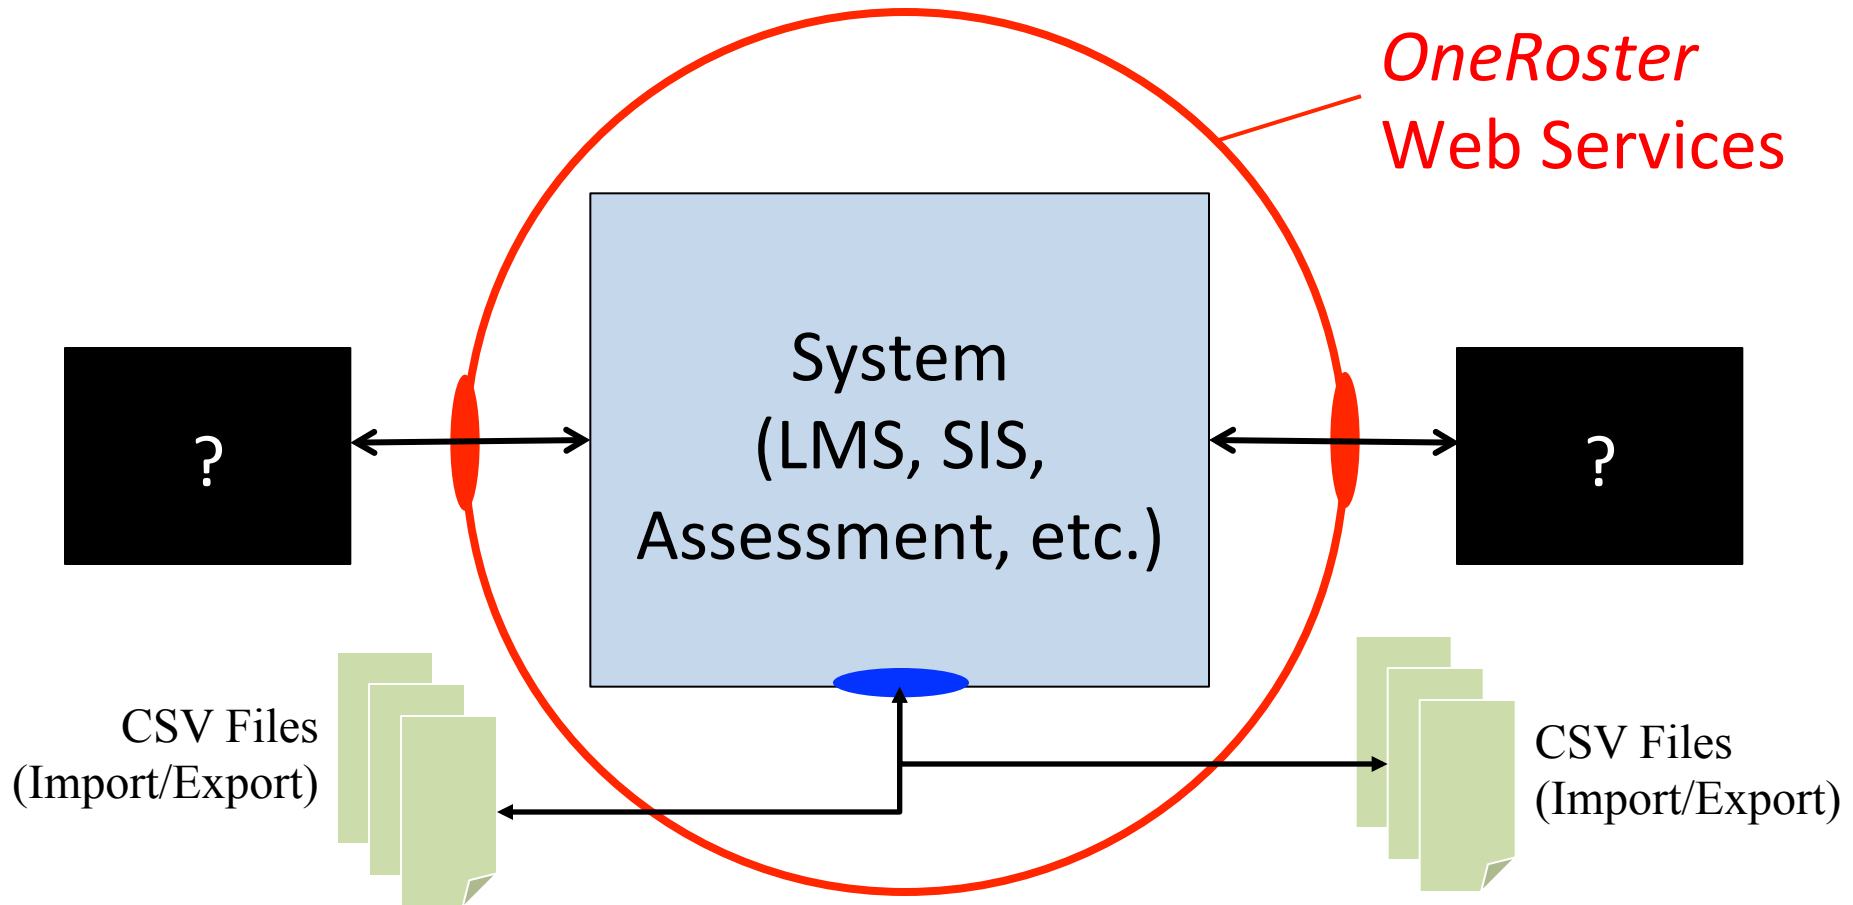 OneRoster
Web Services
System
(LMS, SIS,
Assessment, etc.)
?
?
CSV Files
(Import/Export)
CSV Files
(Import/Export)